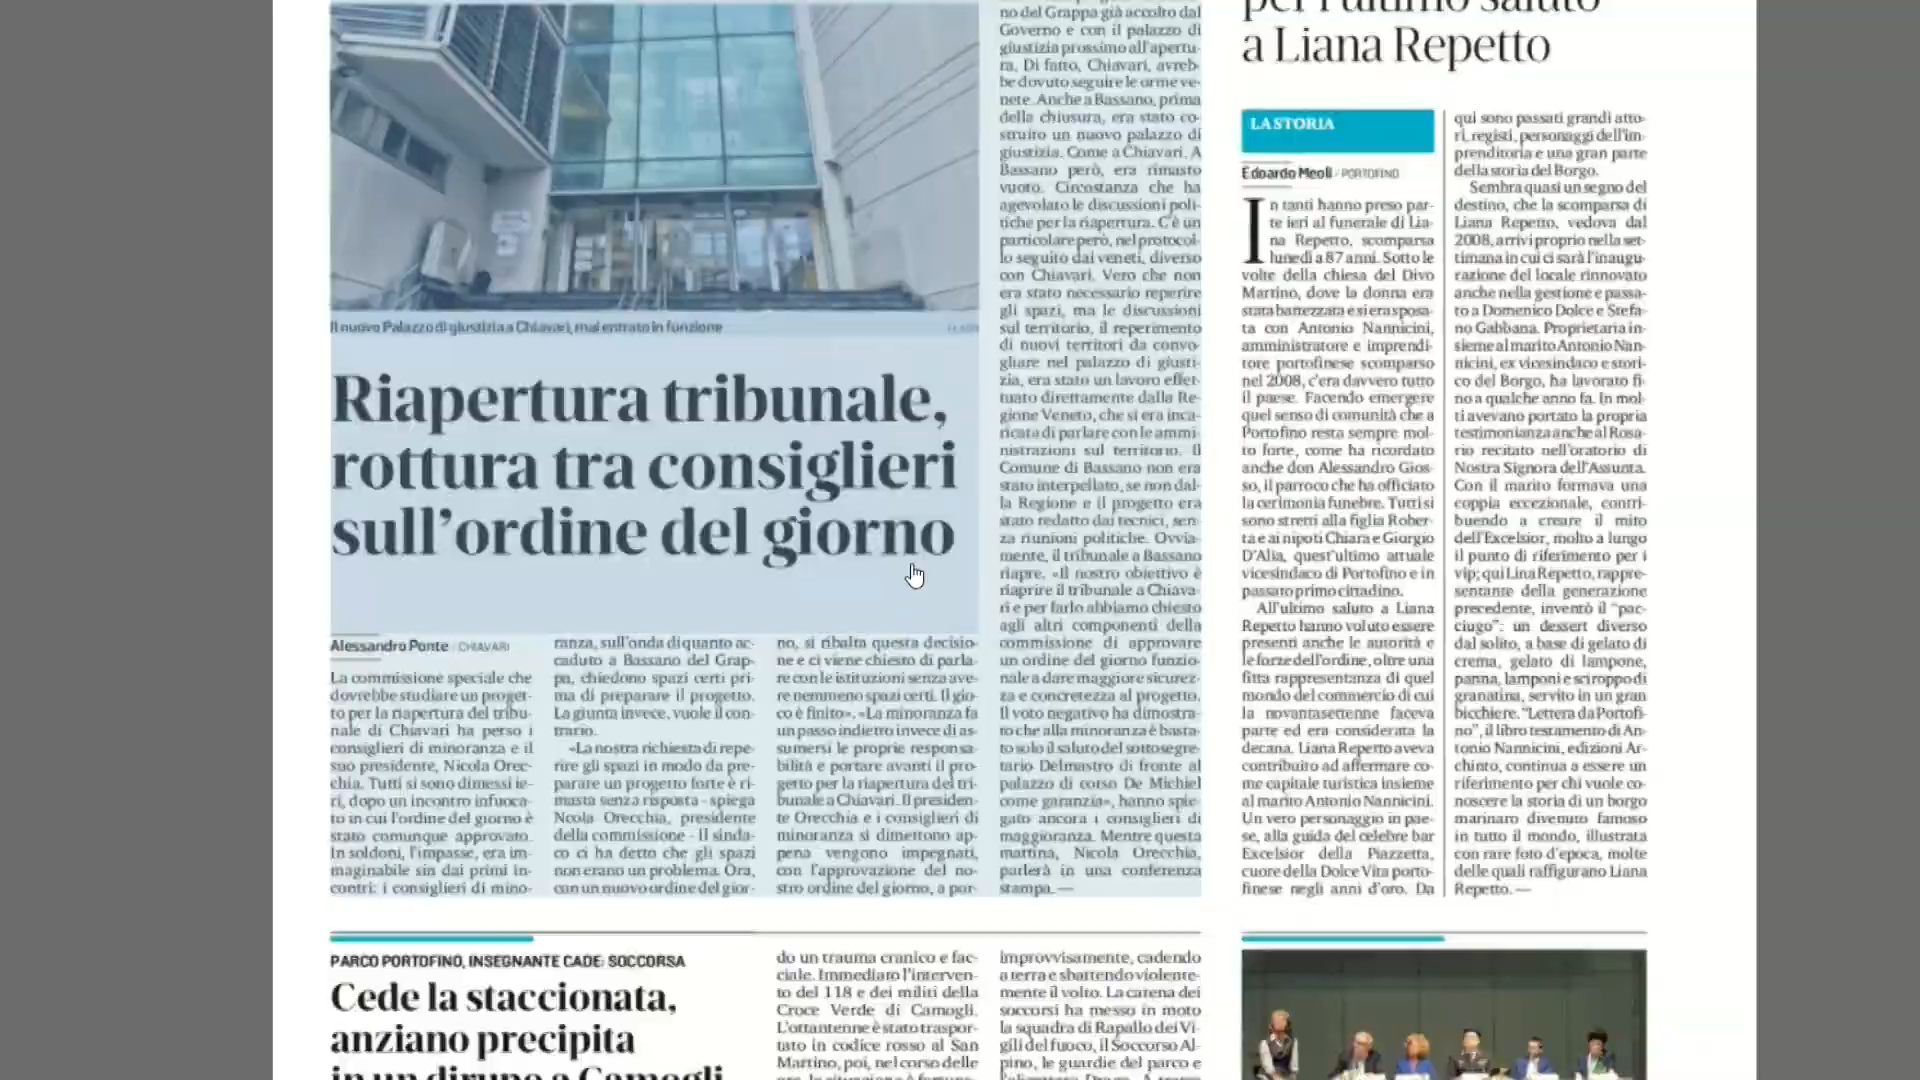 Il nuovo Palazzo di giustizia a Chiavari, mai entrato in funzione
Riapertura tribunale,
rottura tra consiglieri
sull'ordine del giorno
Alessandro Ponte / CHIAVARI
La commissione speciale che
dovrebbe studiare un proget-
to per la riapertura del tribu-
nale di Chiavari ha perso i
consiglieri di minoranza e il
suo presidente, Nicola Orec-
chia. Tutti si sono dimessi ie-
ri, dopo un incontro infuoca-
to in cui l'ordine del giorno è
stato comunque approvato.
In soldoni, l'impasse, era im-
maginabile sin dai primi in-
contri: i consiglieri di mino-
ranza, sull'onda di quanto ac-
caduto a Bassano del Grap-
pa, chiedono spazi certi pri-
ma di preparare il progetto.
La giunta invece, vuole il con-
trario.
«La nostra richiesta di repe-
rire gli spazi in modo da pre-
parare un progetto forte è ri-
masta senza risposta - spiega
Ncola Orecchia, presidente
della commissione - Il sinda-
co ci ha detto che gli spazi
non erano un problema. Ora,
con un nuovo ordine del gior-
no, si ribalta questa decisio-
ne e ci viene chiesto di parla-
re con le istituzioni senza ave-
re nemmeno spazi certi. Il gio-
co è finito». «La minoranza fa
un passo indietro invece di as-
sumersi le proprie responsa-
bilità e portare avanti il pro-
getto per la riapertura del tri-
bunale a Chiavari. Il presiden-
te Orecchia e i consiglieri di
minoranza si dimettono ap-
pena vengono impegnati,
con l'approvazione del no-
stro ordine del giorno, a por-
no del Grappa già accolto dal
Governo e con il palazzo di
giustizia prossimo all'apertu-
ra. Di fatto, Chiavari, avreb-
be dovuto seguire le orme ve-
nete. Anche a Bassano, prima
della chiusura, era stato co-
struito un nuovo palazzo di
giustizia. Come a Chiavari. A
Bassano però, era rimasto
vuoto. Circostanza che ha
agevolato le discussioni poli-
tiche per la riapertura. C'è un
particolare però, nel protocol-
lo seguito dai veneti, diverso
con Chiavari. Vero che non
era stato necessario reperire
gli spazi, ma le discussioni
sul territorio, il reperimento
di nuovi territori da convo-
gliare nel palazzo di giusti-
zia, era stato un lavoro effet-
tuato direttamente dalla Re-
gione Veneto, che si era inca-
ricata di parlare con le ammi-
nistrazioni sul territorio. Il
Comune di Bassano non era
stato interpellato, se non dal-
la Regione e il progetto era
stato redatto dai tecnici, sen-
za riunioni politiche. Ovvia-
mente, il tribunale a Bassano
riapre. «Il nostro obiettivo è
riaprire il tribunale a Chiava-
ri e per farlo abbiamo chiesto
agli altri componenti della
commissione di approvare
un ordine del giorno funzio-
nale a dare maggiore sicurez-
za e concretezza al progetto.
Il voto negativo ha dimostra-
to che alla minoranza è basta-
to solo il saluto del sottosegre-
tario Delmastro di fronte al
palazzo di corso De Michiel
come garanzia», hanno spie-
gato ancora i consiglieri di
maggioranza. Mentre questa
mattina, Nicola Orecchia,
parlerà in una conferenza
stampa. —
per l'ultimo saluto
a Liana Repetto
LA STORIA
Edoardo Meoli / PORTOFINO
In tanti hanno preso par-
te ieri al funerale di Lia-
na Repetto, scomparsa
lunedì a 87 anni. Sotto le
volte della chiesa del Divo
Martino, dove la donna era
stata battezzata e si era sposa-
ta con Antonio Nannicini,
amministratore e imprendi-
tore portofinese scomparso
nel 2008, c'era davvero tutto
il paese. Facendo emergere
quel senso di comunità che a
Portofino resta sempre mol-
to forte, come ha ricordato
anche don Alessandro Gios-
so, il parroco che ha officiato
la cerimonia funebre. Tutti si
sono stretti alla figlia Rober-
ta e ai nipoti Chiara e Giorgio
D'Alia, quest'ultimo attuale
vicesindaco di Portofino e in
passato primo cittadino.
All'ultimo saluto a Liana
Repetto hanno voluto essere
presenti anche le autorità e
le forze dell'ordine, oltre una
fitta rappresentanza di quel
mondo del commercio di cui
la novantasettenne faceva
parte ed era considerata la
decana. Liana Repetto aveva
contribuito ad affermare co-
me capitale turistica insieme
al marito Antonio Nannicini.
Un vero personaggio in pae-
se, alla guida del celebre bar
Excelsior della Piazzetta,
cuore della Dolce Vita porto-
finese negli anni d'oro. Da
qui sono passati grandi atto-
ri, registi, personaggi dell'im-
prenditoria e una gran parte
della storia del Borgo.
Sembra quasi un segno del
destino, che la scomparsa di
Liana Repetto, vedova dal
2008, arrivi proprio nella set-
timana in cui ci sarà l'inaugu-
razione del locale rinnovato
anche nella gestione e passa-
to a Domenico Dolce e Stefa-
no Gabbana. Proprietaria in-
sieme al marito Antonio Nan-
nicini, ex vicesindaco e stori-
co del Borgo, ha lavorato fi-
no a qualche anno fa. In mol-
ti avevano portato la propria
testimonianza anche al Rosa-
rio recitato nell'oratorio di
Nostra Signora dell'Assunta.
Con il marito formava una
coppia eccezionale, contri-
buendo a creare il mito
dell'Excelsior, molto a lungo
il punto di riferimento per i
vip; qui Lina Repetto, rappre-
sentante della generazione
precedente, inventò il "pac-
ciugo": un dessert diverso
dal solito, a base di gelato di
crema, gelato di lampone,
panna, lamponi e sciroppo di
granatina, servito in un gran
bicchiere. "Lettera da Portofi-
no", il libro testamento di An-
tonio Nannicini, edizioni Ar-
chinto, continua a essere un
riferimento per chi vuole co-
noscere la storia di un borgo
marinaro divenuto famoso
in tutto il mondo, illustrata
con rare foto d'epoca, molte
delle quali raffigurano Liana
Repetto. —
PARCO PORTOFINO, INSEGNANTE CADE: SOCCORSA
Cede la staccionata,
anziano precipita
in un dirupo a Camogli
do un trauma cranico e fac-
ciale. Immediato l'interven-
to del 118 e dei militi della
Croce Verde di Camogli.
L'ottantenne è stato traspor-
tato in codice rosso al San
Martino, poi, nel corso delle
improvvisamente, cadendo
a terra e sbattendo violente-
mente il volto. La catena dei
soccorsi ha messo in moto
la squadra di Rapallo dei Vi-
gili del fuoco, il Soccorso Al-
pino, le guardie del parco e